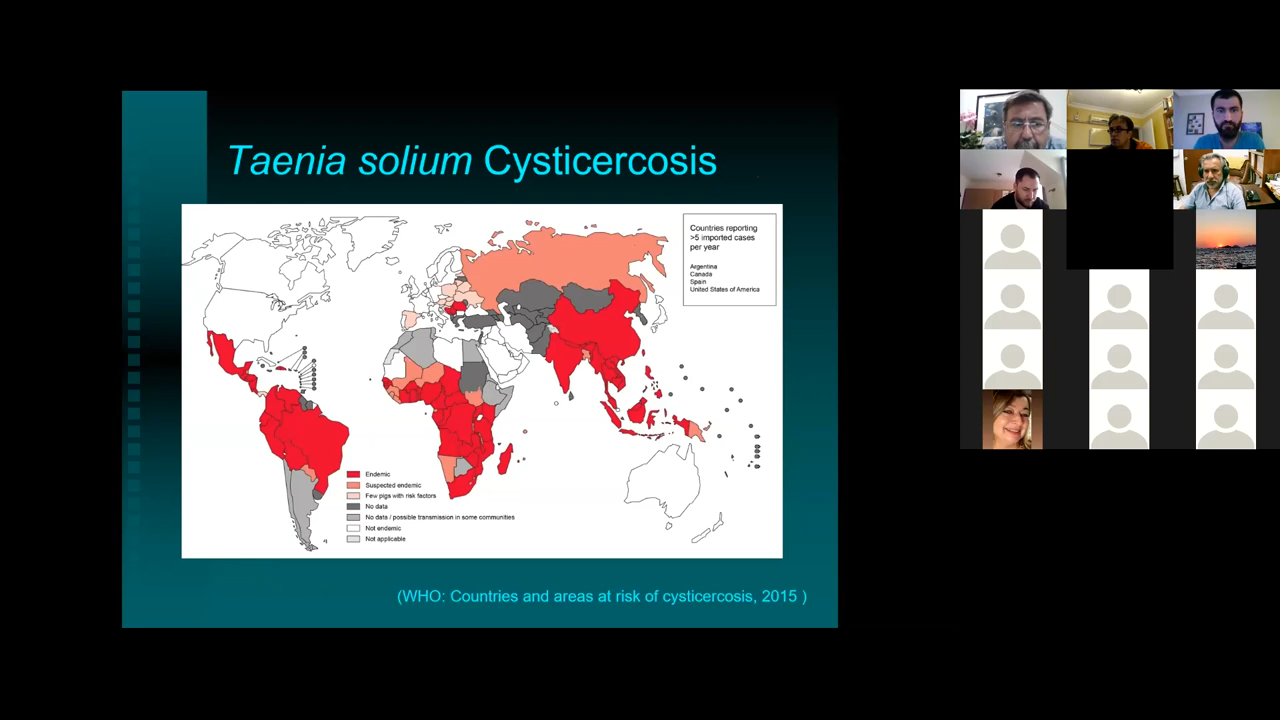 Taenia solium Cysticercosis
Countries reporting
>5 imported cases
per year
Argentina
Canada
Spain
United States of America
Endemic
Suspected endemic
Few pigs with risk factors
No data
No data / possible transmission in some communities
Not endemic
Not applicable
(WHO: Countries and areas at risk of cysticercosis, 2015 )